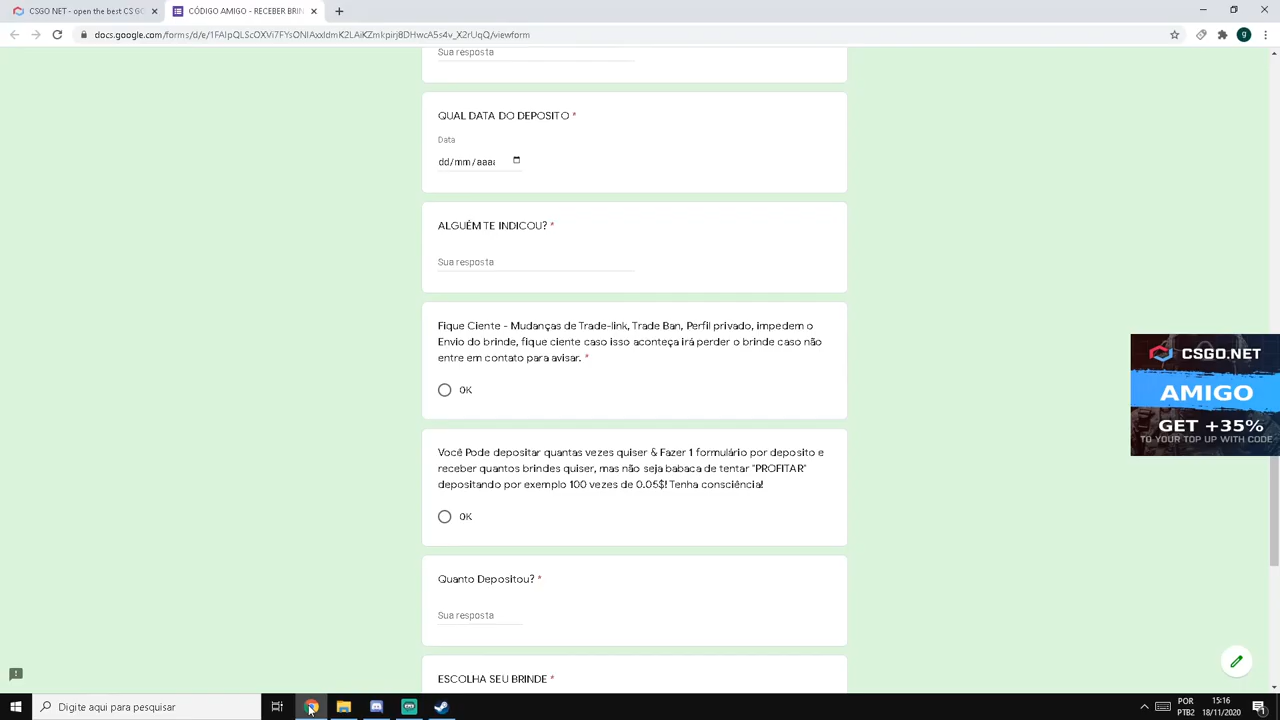 CSGO.NET - open the best CS GO
CÓDIGO AMIGO - RECEBER BRIN
docs.google.com/forms/d/e/1FAIpQLScOXVi7FYsONIAxxldmK2LAiKZmkpirj8DHwcA5s4v_X2rUqQ/viewform
g
Sua resposta
QUAL DATA DO DEPOSITO *
Data
dd/mm/aaaa
ALGUÉM TE INDICOU? *
Sua resposta
Fique Ciente - Mudanças de Trade-link, Trade Ban, Perfil privado, impedem o
Envio do brinde, fique ciente caso isso aconteça irá perder o brinde caso não
entre em contato para avisar. *
OK
CSGO.NET
AMIGO
GET +35%
TO YOUR TOP UP WITH CODE
Você Pode depositar quantas vezes quiser & Fazer 1 formulário por deposito e
receber quantos brindes quiser, mas não seja babaca de tentar "PROFITAR"
depositando por exemplo 100 vezes de 0.05$! Tenha consciência!
OK
Quanto Depositou? *
Sua resposta
ESCOLHA SEU BRINDE *
Digite aqui para pesquisar
POR
PTB2
15:16
18/11/2020
1